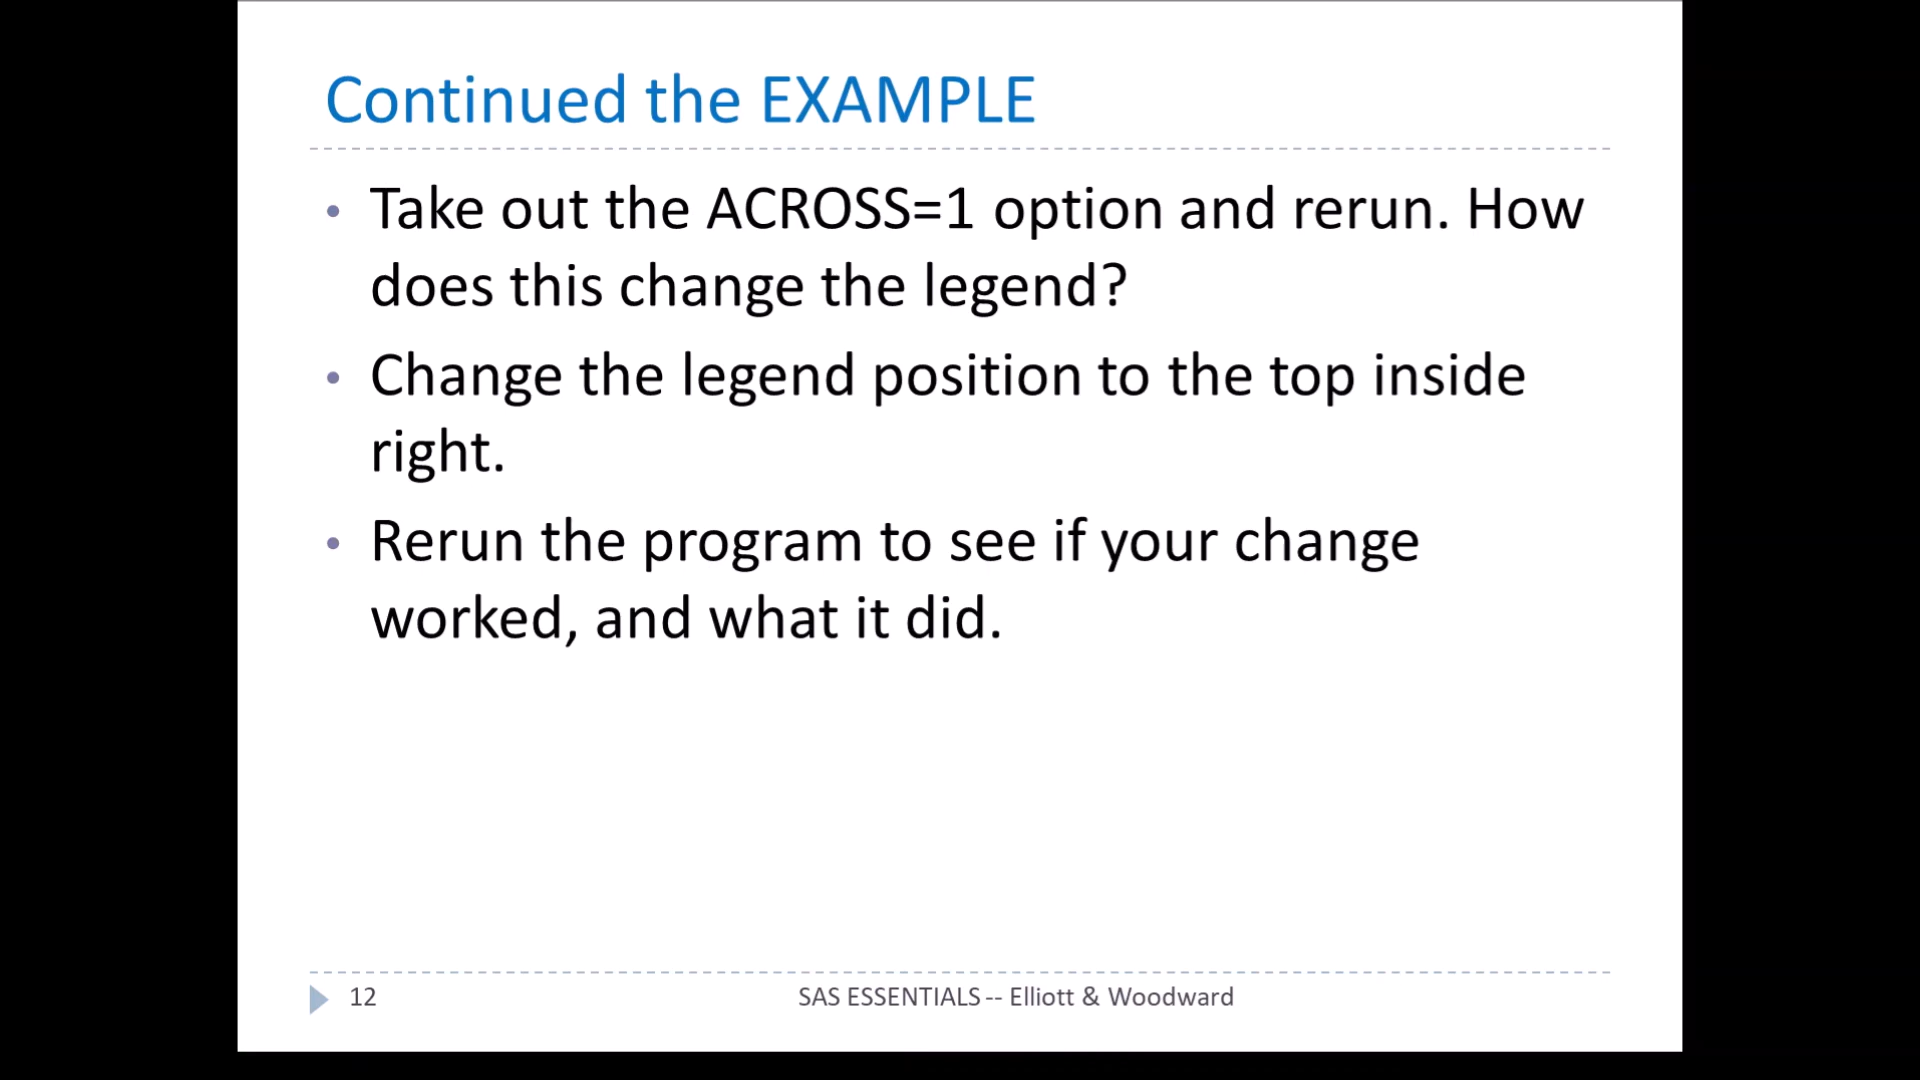 Continued the EXAMPLE
• Take out the ACROSS=1 option and rerun. How
does this change the legend?
• Change the legend position to the top inside
right.
• Rerun the program to see if your change
worked, and what it did.
12
SAS ESSENTIALS -- Elliott & Woodward